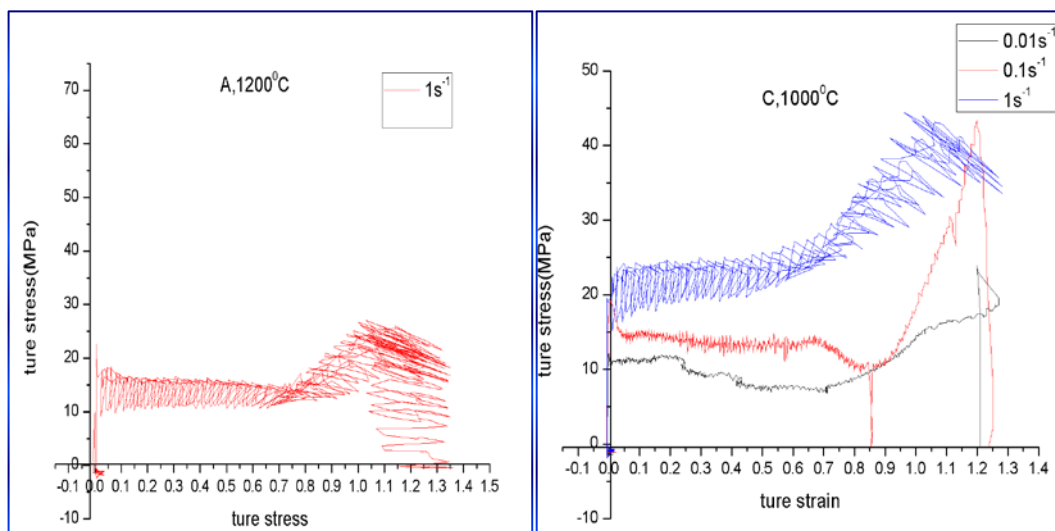 A,1200⁰C
1s⁻¹
ture stress(MPa)
70
60
50
40
30
20
10
0
-10
-0.1 0.0 0.1 0.2 0.3 0.4 0.5 0.6 0.7 0.8 0.9 1.0 1.1 1.2 1.3 1.4 1.5
ture stress
0.01s⁻¹
0.1s⁻¹
1s⁻¹
C,1000⁰C
ture stress(MPa)
50
40
30
20
10
0
-10
-0.1 0.0 0.1 0.2 0.3 0.4 0.5 0.6 0.7 0.8 0.9 1.0 1.1 1.2 1.3 1.4
ture strain